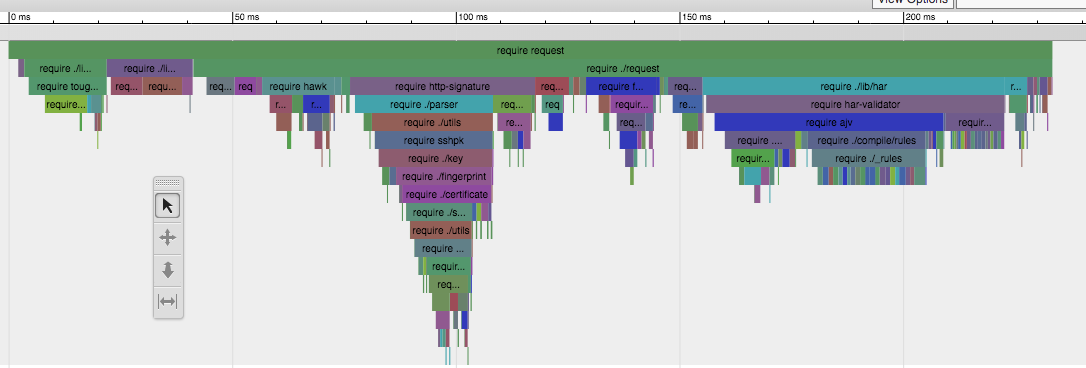 View Options
0 ms 50 ms 100 ms 150 ms 200 ms
require request
require ./li... require ./li... require ./request
require toug... req... requ... req... req require hawk require http-signature req... require f... req... require ./lib/har r...
require... r... r... require ./parser req... req requir... re... require har-validator
require ./utils re... req... require ajv requir...
require sshpk require .... require ./compile/rules
require ./key requir... require ./_rules
require ./fingerprint
require ./certificate
require ./s...
require ./utils
require ...
requir...
req...